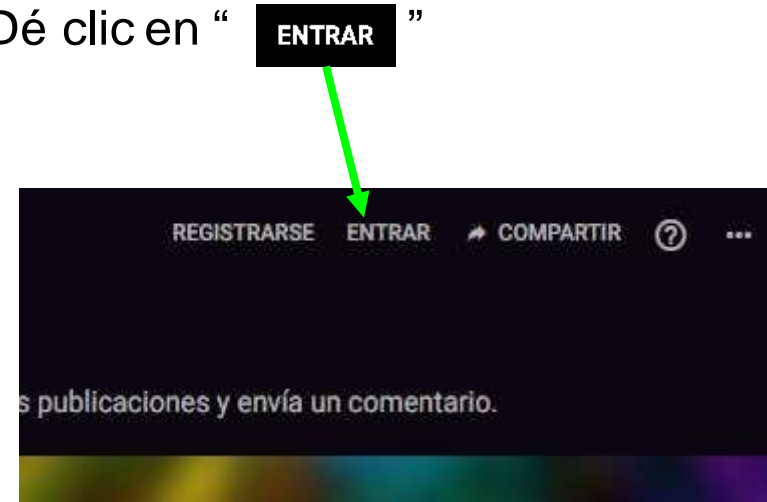 Dé clic en “ ENTRAR ”
REGISTRARSE ENTRAR COMPARTIR ? ...
s publicaciones y envía un comentario.